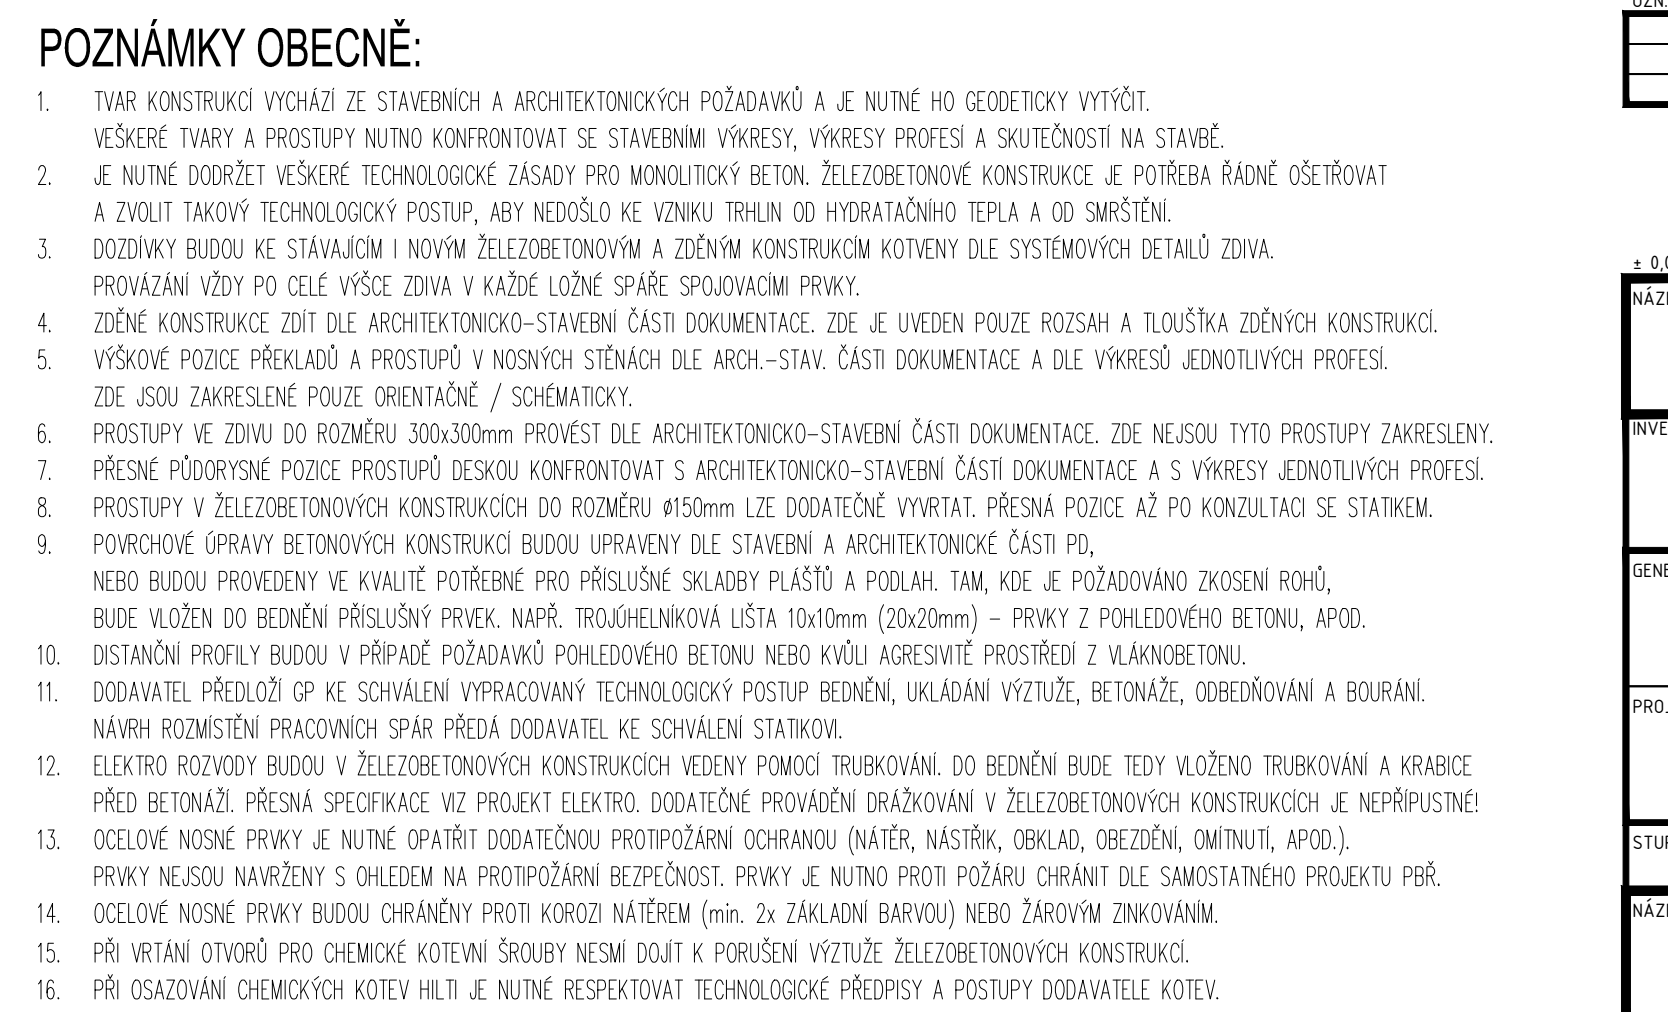 POZNÁMKY OBECNĚ:
1. TVAR KONSTRUKCÍ VYCHÁZÍ ZE STAVEBNÍCH A ARCHITEKTONICKÝCH POŽADAVKŮ A JE NUTNÉ HO GEODETICKY VYTÝČIT.
VEŠKERÉ TVARY A PROSTUPY NUTNO KONFRONTOVAT SE STAVEBNÍMI VÝKRESY, VÝKRESY PROFESÍ A SKUTEČNOSTÍ NA STAVBĚ.
2. JE NUTNÉ DODRŽET VEŠKERÉ TECHNOLOGICKÉ ZÁSADY PRO MONOLITICKÝ BETON. ŽELEZOBETONOVÉ KONSTRUKCE JE POTŘEBA ŘÁDNĚ OŠETŘOVAT
A ZVOLIT TAKOVÝ TECHNOLOGICKÝ POSTUP, ABY NEDOŠLO KE VZNIKU TRHLIN OD HYDRATAČNÍHO TEPLA A OD SMRŠTĚNÍ.
3. DOZDÍVKY BUDOU KE STÁVAJÍCÍM I NOVÝM ŽELEZOBETONOVÝM A ZDĚNÝM KONSTRUKCÍM KOTVENY DLE SYSTÉMOVÝCH DETAILŮ ZDIVA.
PROVÁZÁNÍ VŽDY PO CELÉ VÝŠCE ZDIVA V KAŽDÉ LOŽNÉ SPÁŘE SPOJOVACÍMI PRVKY.
4. ZDĚNÉ KONSTRUKCE ZDÍT DLE ARCHITEKTONICKO-STAVEBNÍ ČÁSTI DOKUMENTACE. ZDE JE UVEDEN POUZE ROZSAH A TLOUŠŤKA ZDĚNÝCH KONSTRUKCÍ.
5. VÝŠKOVÉ POZICE PŘEKLADŮ A PROSTUPŮ V NOSNÝCH STĚNÁCH DLE ARCH.-STAV. ČÁSTI DOKUMENTACE A DLE VÝKRESŮ JEDNOTLIVÝCH PROFESÍ.
ZDE JSOU ZAKRESLENÉ POUZE ORIENTAČNĚ / SCHÉMATICKY.
6. PROSTUPY VE ZDIVU DO ROZMĚRU 300x300mm PROVÉST DLE ARCHITEKTONICKO-STAVEBNÍ ČÁSTI DOKUMENTACE. ZDE NEJSOU TYTO PROSTUPY ZAKRESLENY.
7. PŘESNÉ PŮDORYSNÉ POZICE PROSTUPŮ DESKOU KONFRONTOVAT S ARCHITEKTONICKO-STAVEBNÍ ČÁSTÍ DOKUMENTACE A S VÝKRESY JEDNOTLIVÝCH PROFESÍ.
8. PROSTUPY V ŽELEZOBETONOVÝCH KONSTRUKCÍCH DO ROZMĚRU ø150mm LZE DODATEČNĚ VYVRTAT. PŘESNÁ POZICE AŽ PO KONZULTACI SE STATIKEM.
9. POVRCHOVÉ ÚPRAVY BETONOVÝCH KONSTRUKCÍ BUDOU UPRAVENY DLE STAVEBNÍ A ARCHITEKTONICKÉ ČÁSTI PD,
NEBO BUDOU PROVEDENY VE KVALITĚ POTŘEBNÉ PRO PŘÍSLUŠNÉ SKLADBY PLÁŠŤŮ A PODLAH. TAM, KDE JE POŽADOVÁNO ZKOSENÍ ROHŮ,
BUDE VLOŽEN DO BEDNĚNÍ PŘÍSLUŠNÝ PRVEK. NAPŘ. TROJÚHELNÍKOVÁ LIŠTA 10x10mm (20x20mm) - PRVKY Z POHLEDOVÉHO BETONU, APOD.
10. DISTANČNÍ PROFILY BUDOU V PŘÍPADĚ POŽADAVKŮ POHLEDOVÉHO BETONU NEBO KVŮLI AGRESIVITĚ PROSTŘEDÍ Z VLÁKNOBETONU.
11. DODAVATEL PŘEDLOŽÍ GP KE SCHVÁLENÍ VYPRACOVANÝ TECHNOLOGICKÝ POSTUP BEDNĚNÍ, UKLÁDÁNÍ VÝZTUŽE, BETONÁŽE, ODBEDŇOVÁNÍ A BOURÁNÍ.
NÁVRH ROZMÍSTĚNÍ PRACOVNÍCH SPÁR PŘEDÁ DODAVATEL KE SCHVÁLENÍ STATIKOVI.
12. ELEKTRO ROZVODY BUDOU V ŽELEZOBETONOVÝCH KONSTRUKCÍCH VEDENY POMOCÍ TRUBKOVÁNÍ. DO BEDNĚNÍ BUDE TEDY VLOŽENO TRUBKOVÁNÍ A KRABICE
PŘED BETONÁŽÍ. PŘESNÁ SPECIFIKACE VIZ PROJEKT ELEKTRO. DODATEČNÉ PROVÁDĚNÍ DRÁŽKOVÁNÍ V ŽELEZOBETONOVÝCH KONSTRUKCÍCH JE NEPŘÍPUSTNÉ!
13. OCELOVÉ NOSNÉ PRVKY JE NUTNÉ OPATŘIT DODATEČNOU PROTIPOŽÁRNÍ OCHRANOU (NÁTĚR, NÁSTŘIK, OBKLAD, OBEZDĚNÍ, OMÍTNUTÍ, APOD.).
PRVKY NEJSOU NAVRŽENY S OHLEDEM NA PROTIPOŽÁRNÍ BEZPEČNOST. PRVKY JE NUTNO PROTI POŽÁRU CHRÁNIT DLE SAMOSTATNÉHO PROJEKTU PBŘ.
14. OCELOVÉ NOSNÉ PRVKY BUDOU CHRÁNĚNY PROTI KOROZI NÁTĚREM (min. 2x ZÁKLADNÍ BARVOU) NEBO ŽÁROVÝM ZINKOVÁNÍM.
15. PŘI VRTÁNÍ OTVORŮ PRO CHEMICKÉ KOTEVNÍ ŠROUBY NESMÍ DOJÍT K PORUŠENÍ VÝZTUŽE ŽELEZOBETONOVÝCH KONSTRUKCÍ.
16. PŘI OSAZOVÁNÍ CHEMICKÝCH KOTEV HILTI JE NUTNÉ RESPEKTOVAT TECHNOLOGICKÉ PŘEDPISY A POSTUPY DODAVATELE KOTEV.
± 0,0